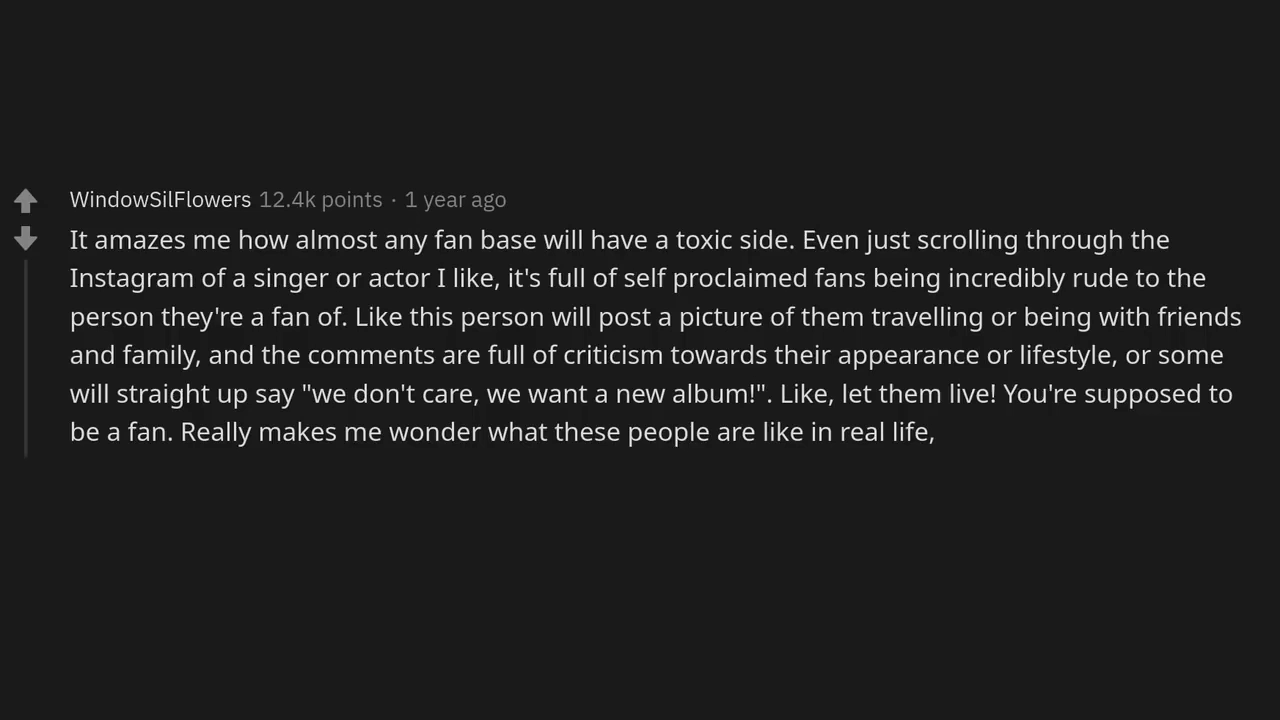 WindowSilFlowers 12.4k points · 1 year ago
It amazes me how almost any fan base will have a toxic side. Even just scrolling through the
Instagram of a singer or actor I like, it's full of self proclaimed fans being incredibly rude to the
person they're a fan of. Like this person will post a picture of them travelling or being with friends
and family, and the comments are full of criticism towards their appearance or lifestyle, or some
will straight up say "we don't care, we want a new album!". Like, let them live! You're supposed to
be a fan. Really makes me wonder what these people are like in real life,